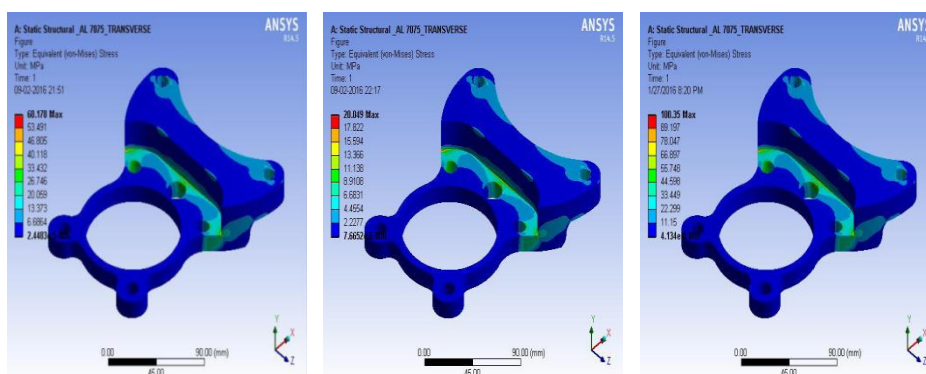 A: Static Structural _AL 7075_TRANSVERSE
Figure
Type: Equivalent (von-Mises) Stress
Unit: MPa
Time: 1
09-02-2016 21:51
ANSYS
R14.5
60.178 Max
53.491
46.805
40.118
33.432
26.746
20.059
13.373
6.6864
0.00
90.00 (mm)
45.00
Y
X
Z
A: Static Structural _AL 7075_TRANSVERSE
Figure
Type: Equivalent (von-Mises) Stress
Unit: MPa
Time: 1
09-02-2016 22:17
ANSYS
R14.5
20.049 Max
17.822
15.594
13.366
11.138
8.9108
6.6831
4.4554
2.2277
0.00
90.00 (mm)
45.00
Y
X
Z
A: Static Structural _AL 7075_TRANSVERSE
Figure
Type: Equivalent (von-Mises) Stress
Unit: MPa
Time: 1
1/27/2016 8:20 PM
ANSYS
100.35 Max
89.197
78.047
66.897
55.748
44.598
33.449
22.299
11.15
0.00
90.00 (mm)
45.00
Y
X
Z